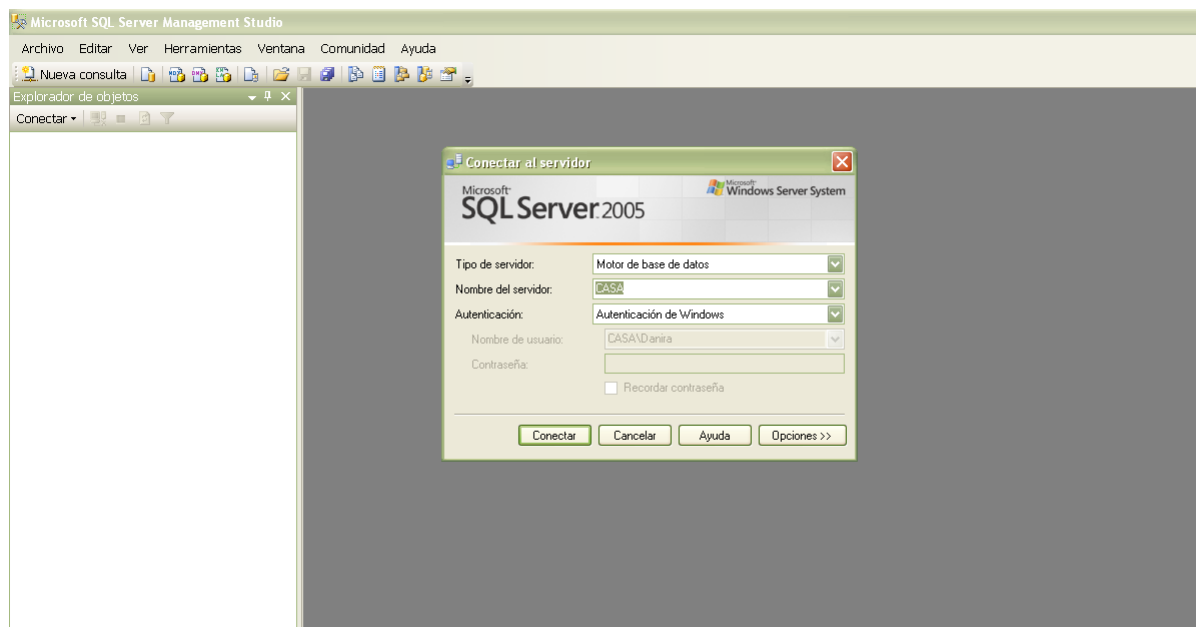 Microsoft SQL Server Management Studio
Archivo Editar Ver Herramientas Ventana Comunidad Ayuda
Nueva consulta
Explorador de objetos
Conectar
Conectar al servidor
Microsoft
SQL Server 2005
Microsoft
Windows Server System
Tipo de servidor: Motor de base de datos
Nombre del servidor: CASA
Autenticación: Autenticación de Windows
Nombre de usuario: CASA\Danira
Contraseña:
Recordar contraseña
Conectar Cancelar Ayuda Opciones >>